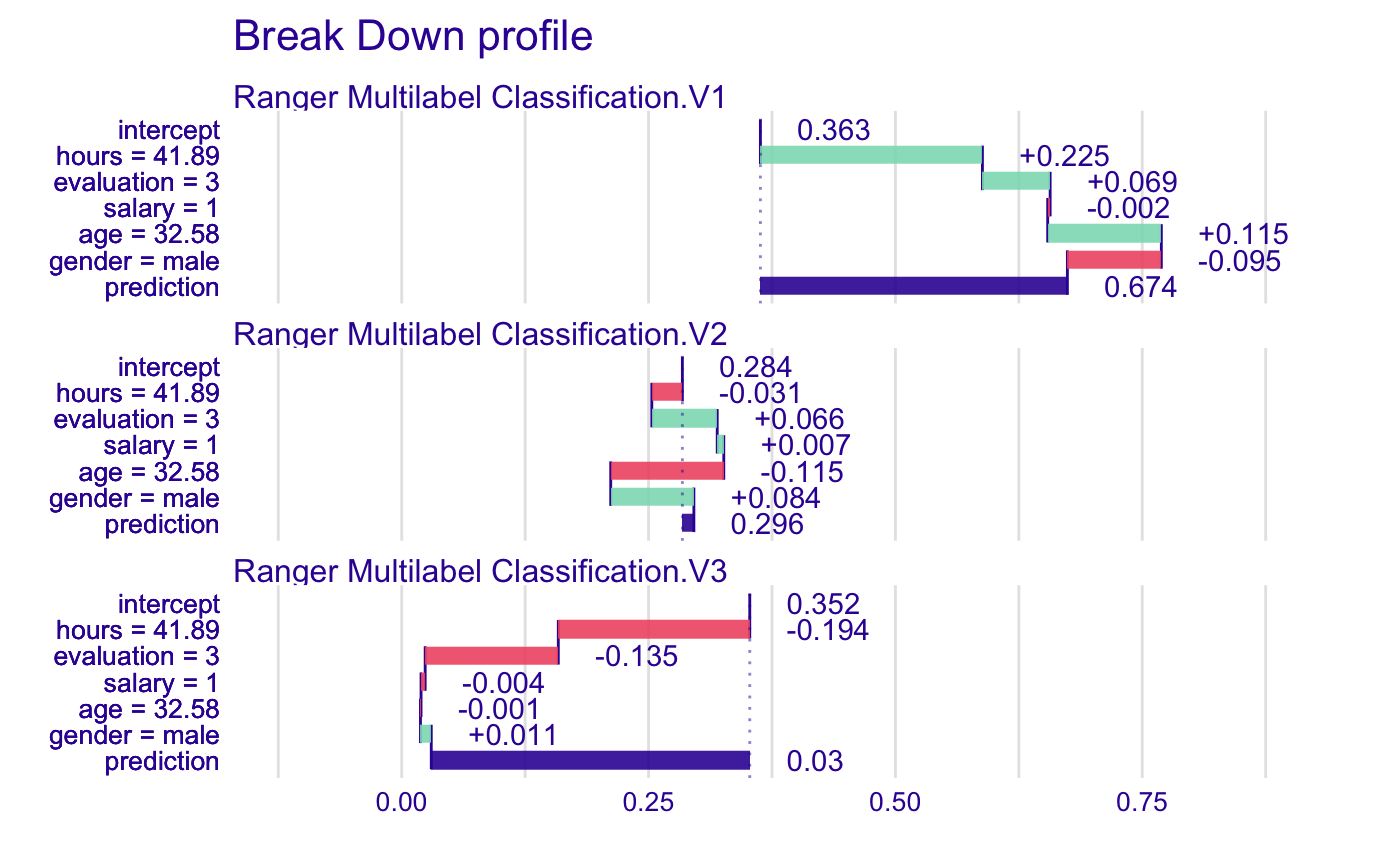 Break Down profile
Ranger Multilabel Classification.V1
intercept 0.363
hours = 41.89 +0.225
evaluation = 3 +0.069
salary = 1 -0.002
age = 32.58 +0.115
gender = male -0.095
prediction 0.674
Ranger Multilabel Classification.V2
intercept 0.284
hours = 41.89 -0.031
evaluation = 3 +0.066
salary = 1 +0.007
age = 32.58 -0.115
gender = male +0.084
prediction 0.296
Ranger Multilabel Classification.V3
intercept 0.352
hours = 41.89 -0.194
evaluation = 3 -0.135
salary = 1 -0.004
age = 32.58 -0.001
gender = male +0.011
prediction 0.03
0.00 0.25 0.50 0.75